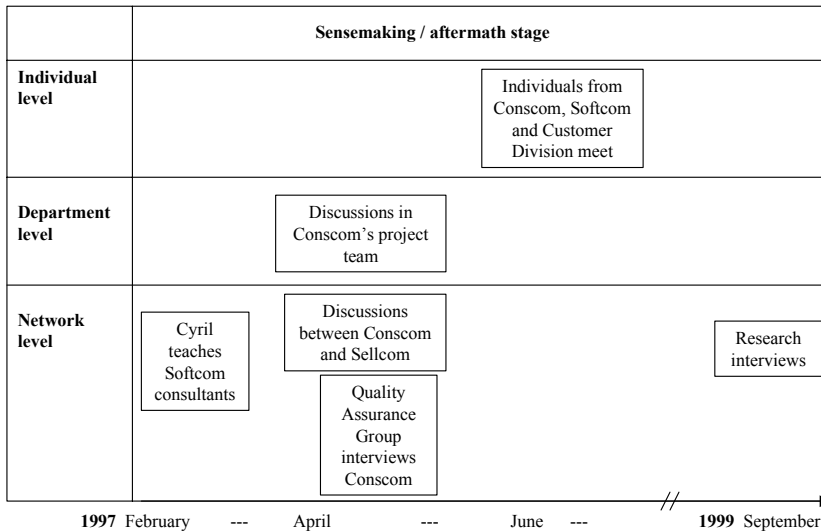 Sensemaking / aftermath stage
Individual
level
Individuals from
Conscom, Softcom
and Customer
Division meet
Department
level
Discussions in
Conscom’s project
team
Network
level
Cyril
teaches
Softcom
consultants
Discussions
between Conscom
and Sellcom
Quality
Assurance
Group
interviews
Conscom
Research
interviews
1997 February --- April --- June --- 1999 September